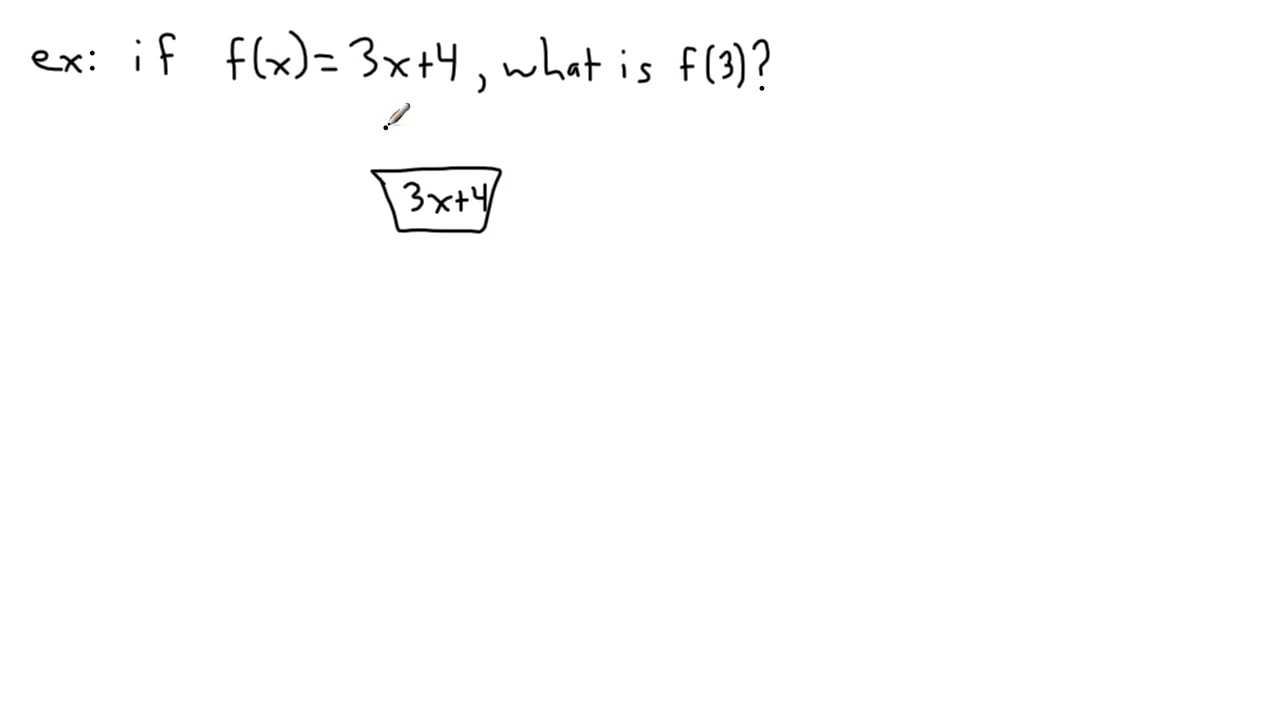 ex: if f(x)=3x+4, what is f(3)?
3x+4